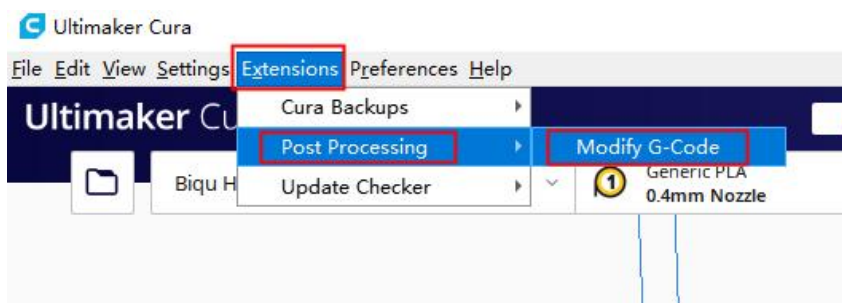 Ultimaker Cura
File Edit View Settings Extensions Preferences Help
Ultimaker Cu
Cura Backups
Post Processing
Modify G-Code
Biqu H
Update Checker
1
Generic PLA
0.4mm Nozzle